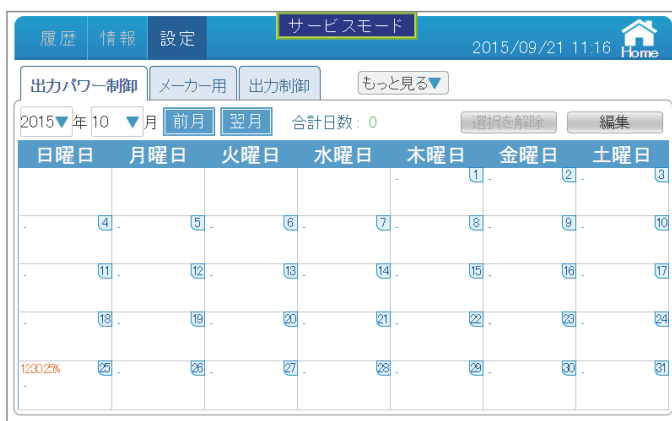 サービスモード
履歴 情報 設定 2015/09/21 11:16 Home
出力パワー制御 メーカー用 出力制御 もっと見る▼
2015▼年 10 ▼月 前月 翌月 合計日数: 0 選択を解除 編集
日曜日 月曜日 火曜日 水曜日 木曜日 金曜日 土曜日
- 1 - 2 - 3
- 4 - 5 - 6 - 7 - 8 - 9 - 10
- 11 - 12 - 13 - 14 - 15 - 16 - 17
- 18 - 19 - 20 - 21 - 22 - 23 - 24
1230 25% 25 - 26 - 27 - 28 - 29 - 30 - 31
-